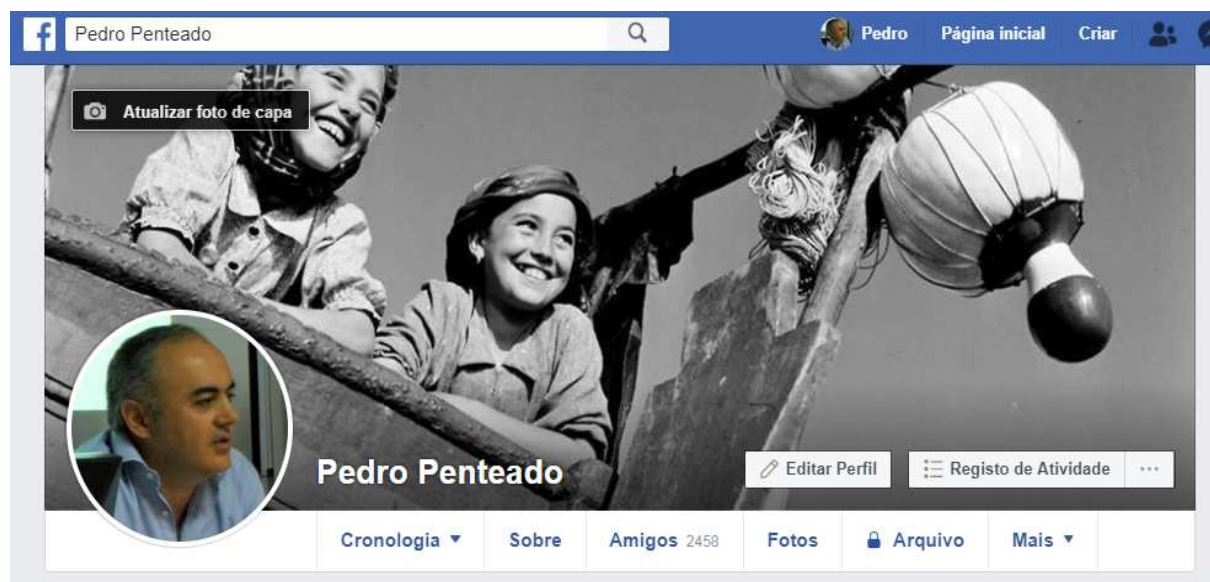 f Pedro Penteado Pedro Página inicial Criar
Atualizar foto de capa
Pedro Penteado Editar Perfil Registo de Atividade ...
Cronologia Sobre Amigos 2458 Fotos Arquivo Mais